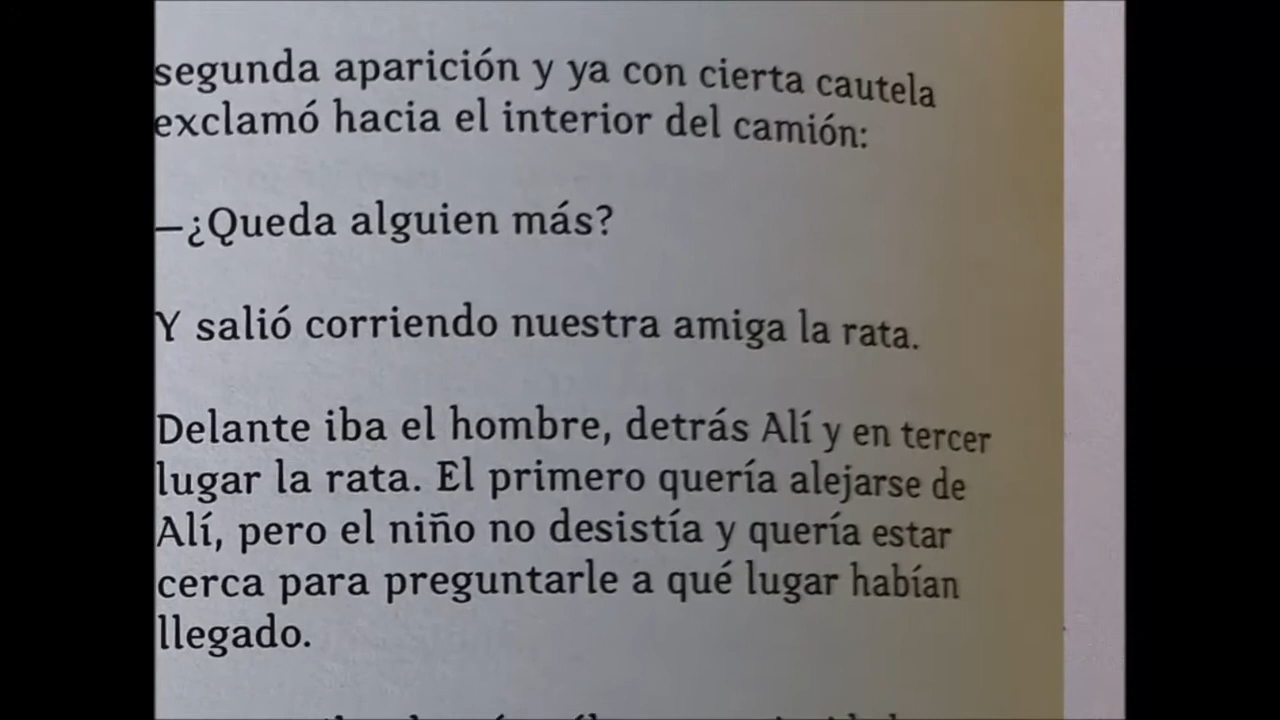 segunda aparición y ya con cierta cautela
exclamó hacia el interior del camión:
—¿Queda alguien más?
Y salió corriendo nuestra amiga la rata.
Delante iba el hombre, detrás Alí y en tercer
lugar la rata. El primero quería alejarse de
Alí, pero el niño no desistía y quería estar
cerca para preguntarle a qué lugar habían
llegado.